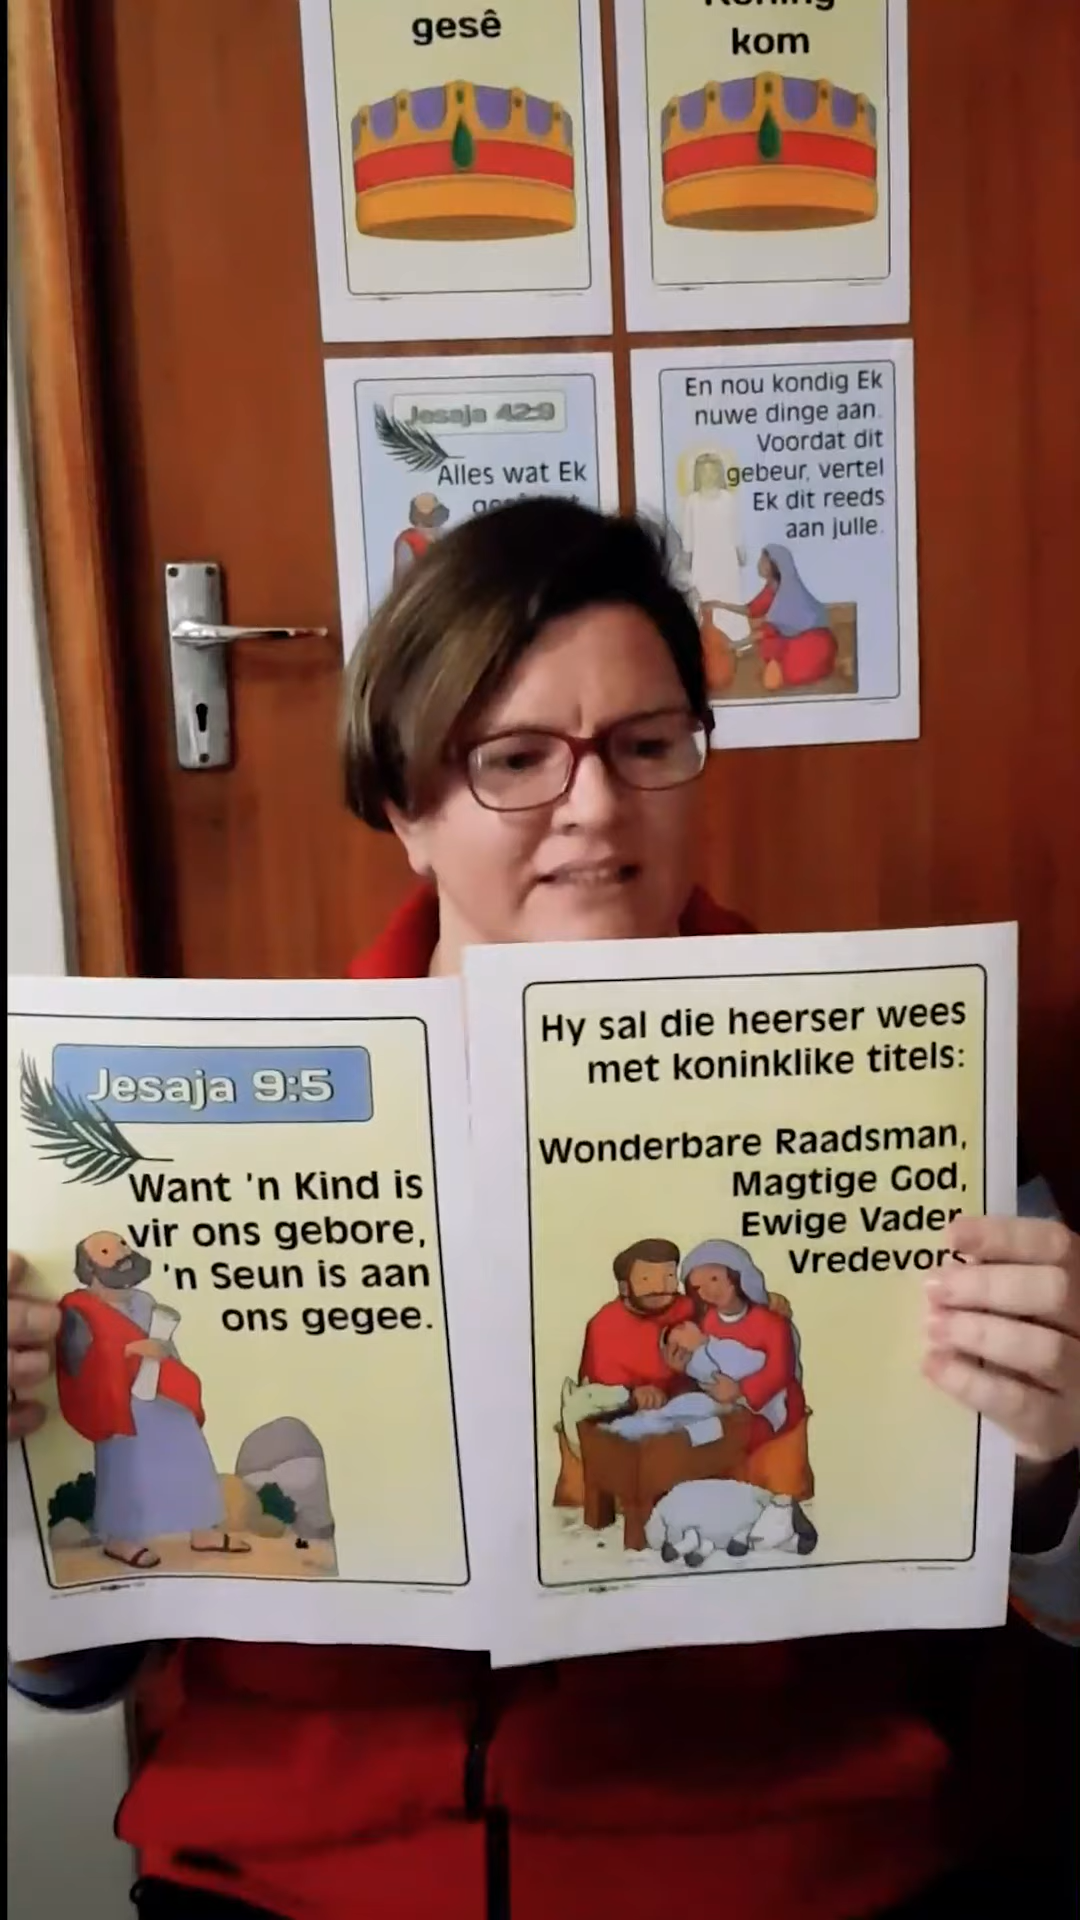 gesê
Koning
kom
Jesaja 42:9
Alles wat Ek
En nou kondig Ek
nuwe dinge aan.
Voordat dit
gebeur, vertel
Ek dit reeds
aan julle.
Jesaja 9:5
Want 'n Kind is
vir ons gebore,
'n Seun is aan
ons gegee.
Hy sal die heerser wees
met koninklike titels:
Wonderbare Raadsman,
Magtige God,
Ewige Vader
Vredevors